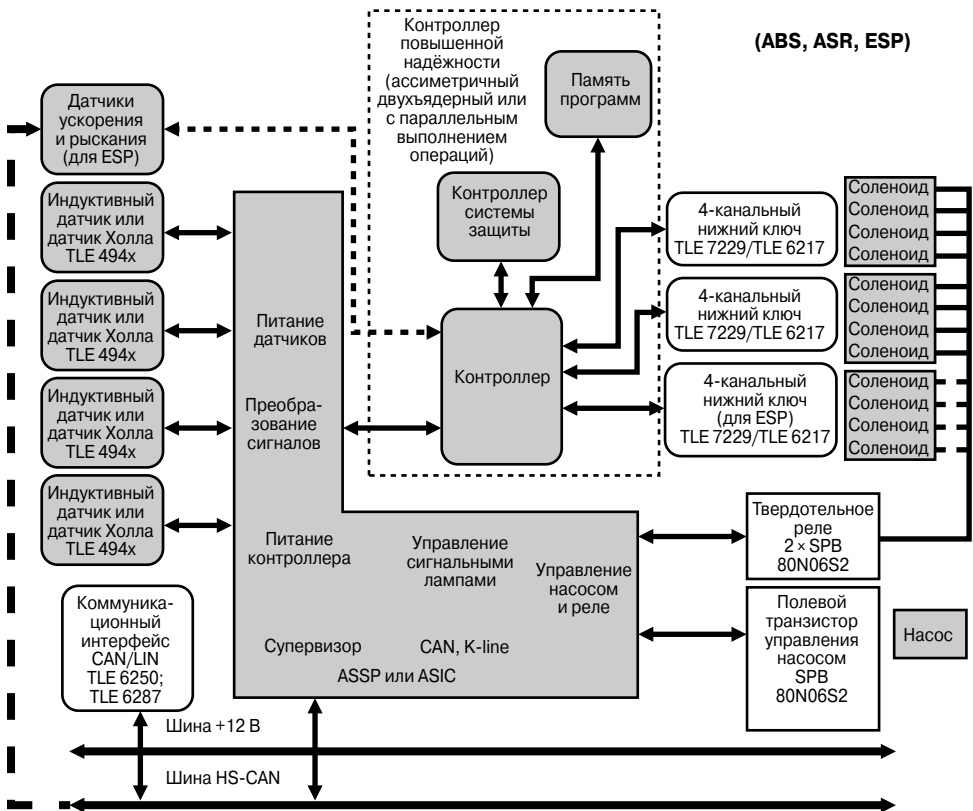 Контроллер
повышенной
надёжности
(ассиметричный
двухъядерный или
с параллельным
выполнением
операций)
(ABS, ASR, ESP)
Память
программ
Датчики
ускорения
и рыскания
(для ESP)
Контроллер
системы
защиты
Индуктивный
датчик или
датчик Холла
TLE 494x
Индуктивный
датчик или
датчик Холла
TLE 494x
Индуктивный
датчик или
датчик Холла
TLE 494x
Индуктивный
датчик или
датчик Холла
TLE 494x
Питание
датчиков
Преобра-
зование
сигналов
Питание
контроллера
Управление
сигнальными
лампами
Управление
насосом
и реле
Супервизор
CAN, K-line
ASSP или ASIC
Контроллер
4-канальный
нижний ключ
TLE 7229/TLE 6217
4-канальный
нижний ключ
TLE 7229/TLE 6217
4-канальный
нижний ключ
(для ESP)
TLE 7229/TLE 6217
Соленоид
Соленоид
Соленоид
Соленоид
Соленоид
Соленоид
Соленоид
Соленоид
Соленоид
Соленоид
Соленоид
Соленоид
Твердотельное
реле
2 × SPB
80N06S2
Полевой
транзистор
управления
насосом
SPB
80N06S2
Насос
Коммуника-
ционный
интерфейс
CAN/LIN
TLE 6250;
TLE 6287
Шина +12 В
Шина HS-CAN